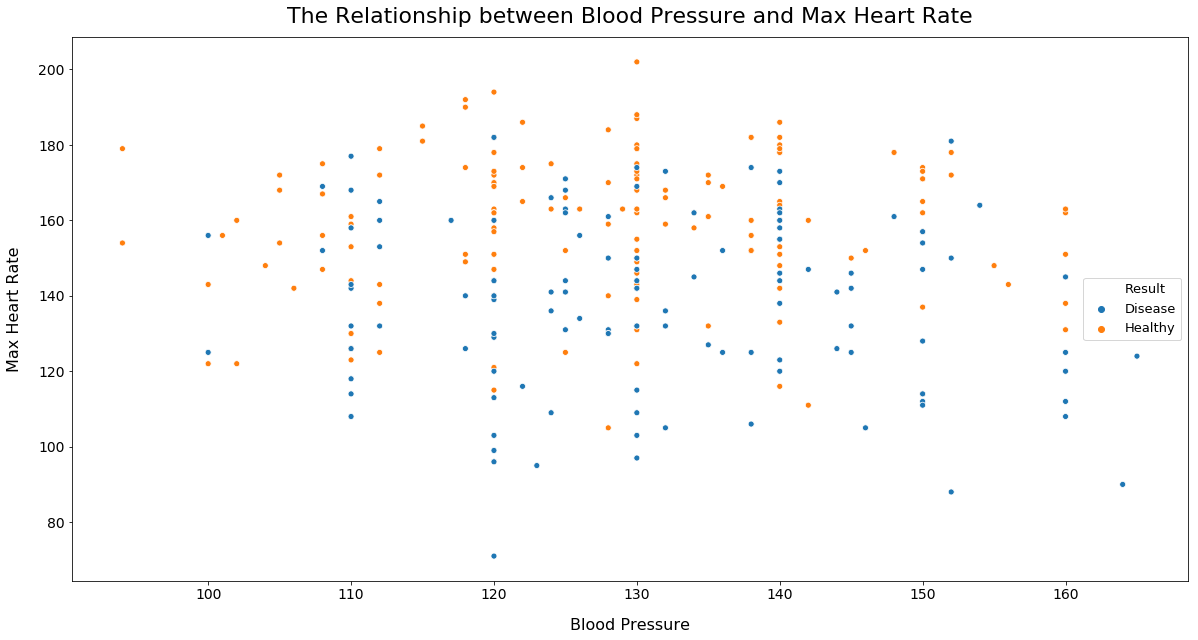 The Relationship between Blood Pressure and Max Heart Rate
Max Heart Rate
200
180
160
140
120
100
80
Result
Disease
Healthy
100 110 120 130 140 150 160
Blood Pressure